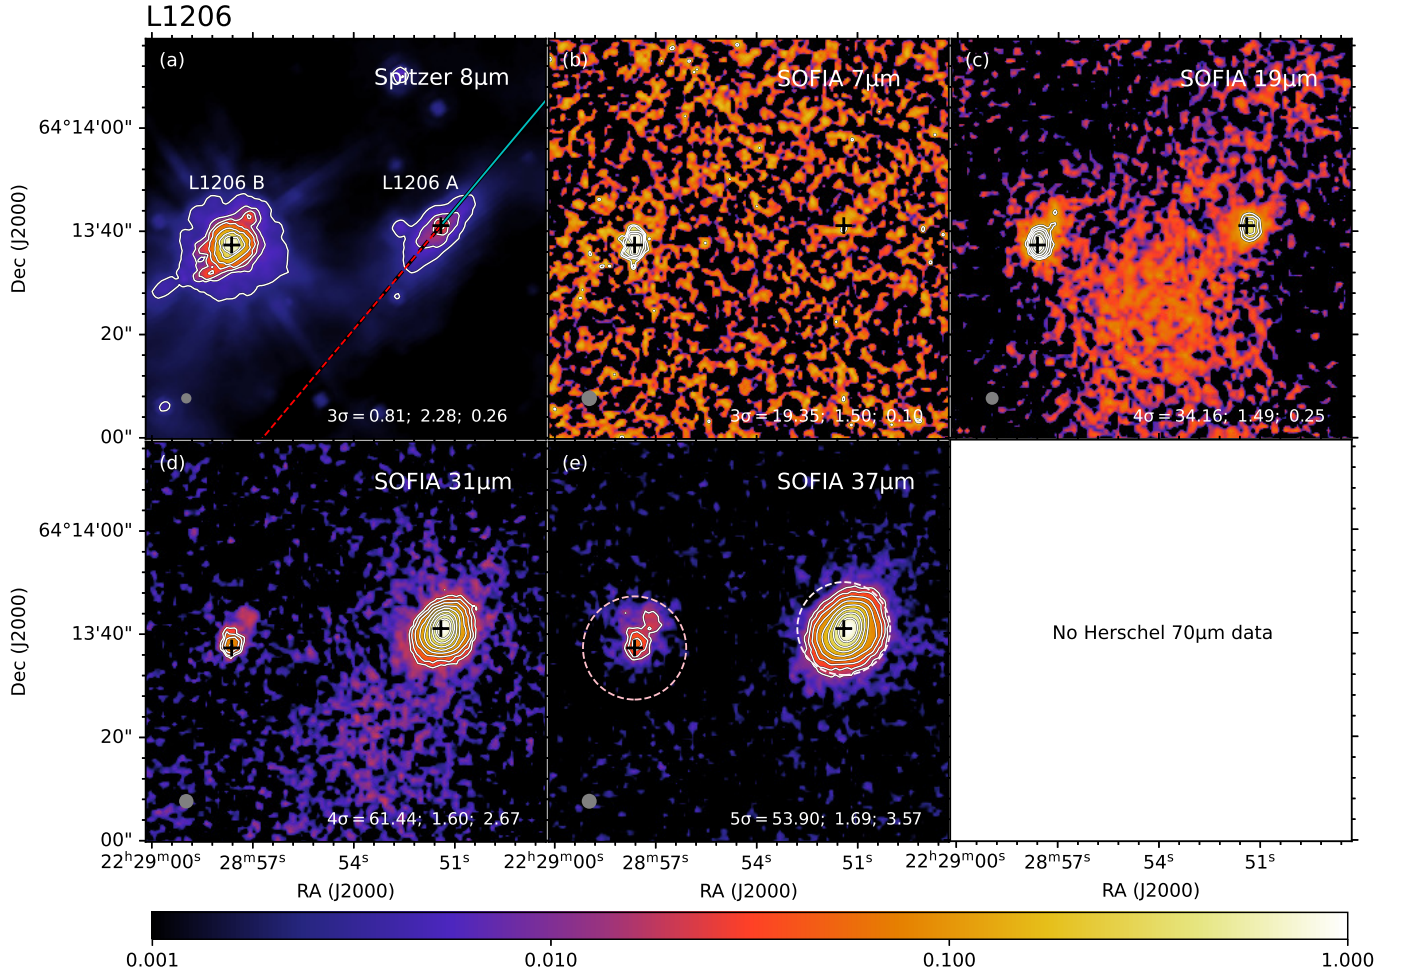 L1206
(a)
Spitzer 8μm
L1206 B
L1206 A
3σ=0.81; 2.28; 0.26
(b)
SOFIA 7μm
3σ=19.35; 1.50; 0.10
(c)
SOFIA 19μm
4σ=34.16; 1.49; 0.25
Dec (J2000)
64°14'00"
13'40"
20"
00"
(d)
SOFIA 31μm
4σ=61.44; 1.60; 2.67
(e)
SOFIA 37μm
5σ=53.90; 1.69; 3.57
No Herschel 70μm data
Dec (J2000)
64°14'00"
13'40"
20"
00"
22ʰ29ᵐ00ˢ 28ᵐ57ˢ 54ˢ 51ˢ
22ʰ29ᵐ00ˢ 28ᵐ57ˢ 54ˢ 51ˢ
22ʰ29ᵐ00ˢ 28ᵐ57ˢ 54ˢ 51ˢ
RA (J2000) RA (J2000) RA (J2000)
0.001 0.010 0.100 1.000